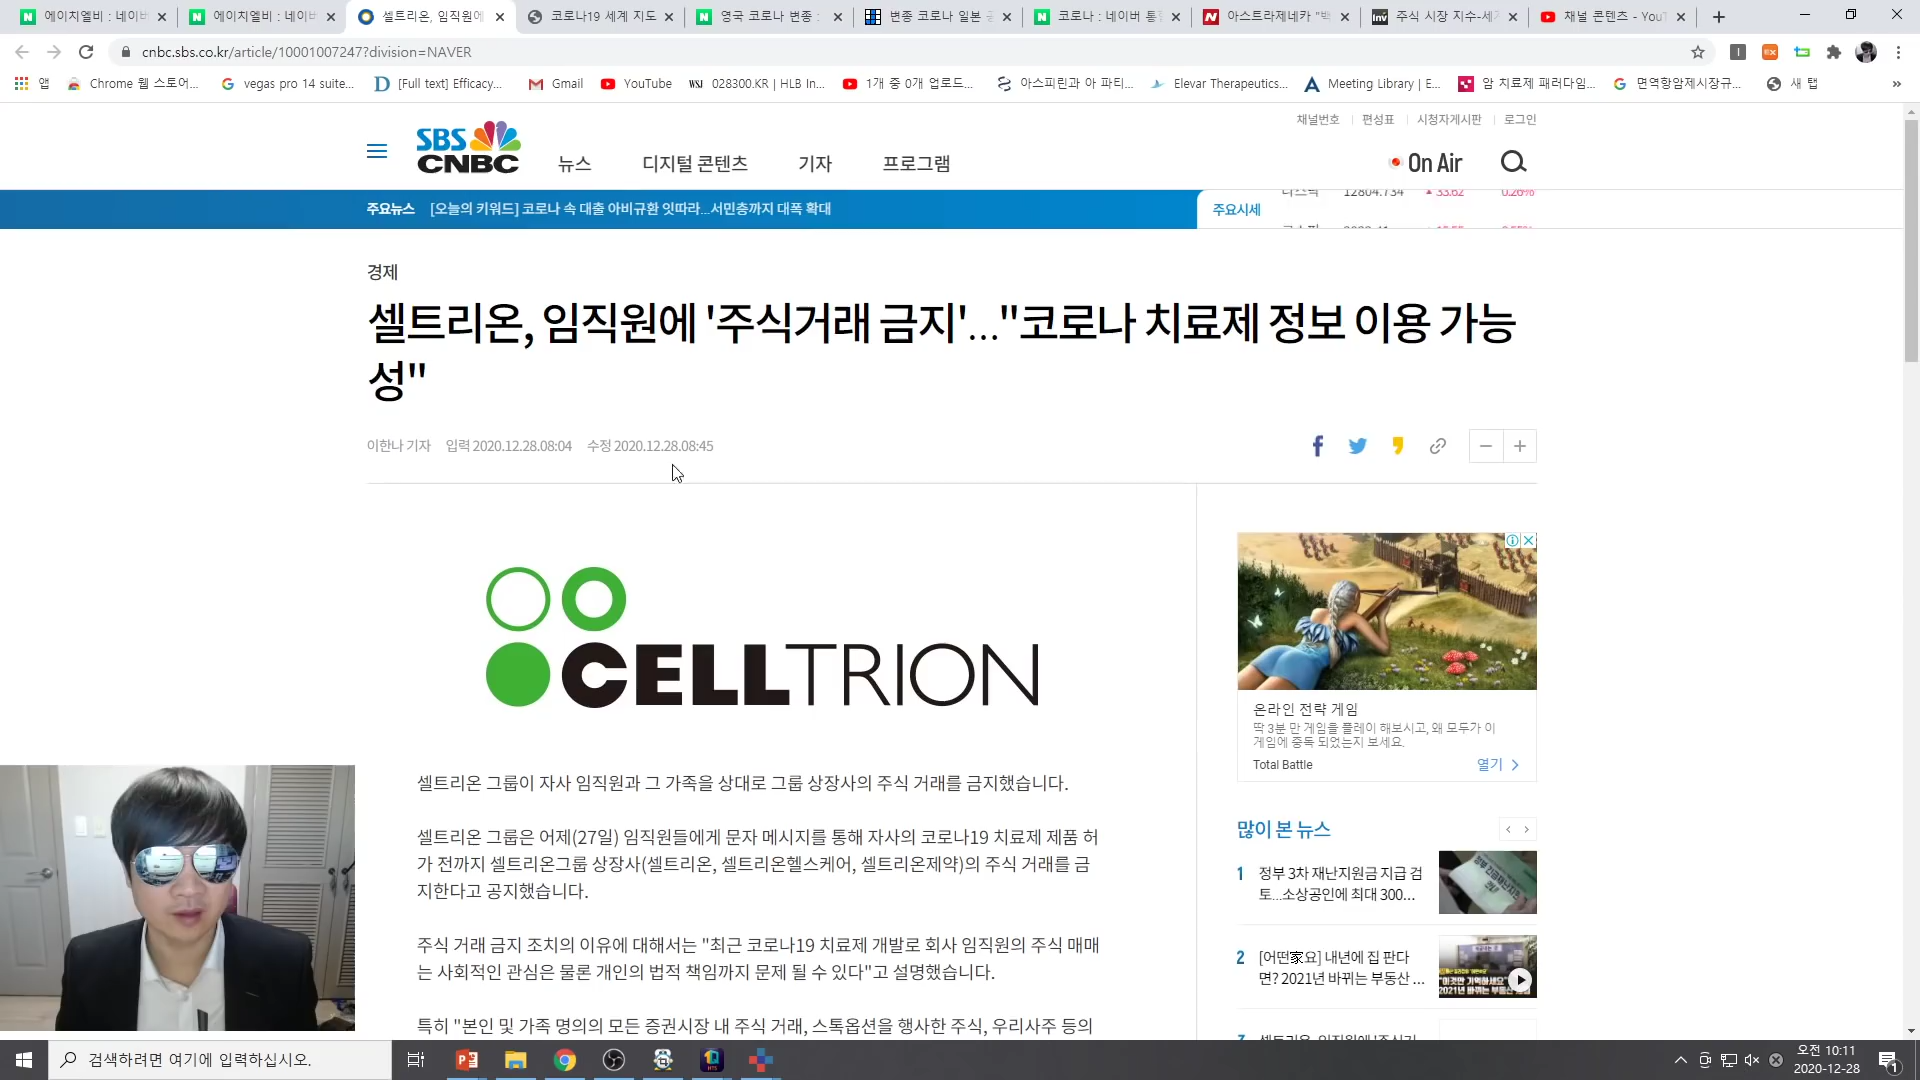 에이치엘비 : 네이버
에이치엘비 : 네이버
셀트리온, 임직원에
코로나19 세계 지도
영국 코로나 변종 :
변종 코로나 일본 공
코로나 : 네이버 통합
아스트라제네카 "백
주식 시장 지수-세계
채널 콘텐츠 - YouT
cnbc.sbs.co.kr/article/10001007247?division=NAVER
앱
Chrome 웹 스토어...
vegas pro 14 suite...
[Full text] Efficacy...
Gmail
YouTube
WSJ
028300.KR | HLB In...
1개 중 0개 업로드...
아스피린과 아 파티...
Elevar Therapeutics...
Meeting Library | E...
암 치료제 패러다임...
면역항암제시장규...
새 탭
»
채널번호 | 편성표 | 시청자게시판 | 로그인
SBS
CNBC
뉴스
디지털 콘텐츠
기자
프로그램
On Air
주요뉴스
[오늘의 키워드] 코로나 속 대출 아비규환 잇따라...서민층까지 대폭 확대
주요시세
12804.734
33.62
0.26%
경제
셀트리온, 임직원에 '주식거래 금지'..."코로나 치료제 정보 이용 가능
성"
이한나 기자 입력 2020.12.28.08:04 수정 2020.12.28.08:45
CELLTRION
셀트리온 그룹이 자사 임직원과 그 가족을 상대로 그룹 상장사의 주식 거래를 금지했습니다.
셀트리온 그룹은 어제(27일) 임직원들에게 문자 메시지를 통해 자사의 코로나19 치료제 제품 허
가 전까지 셀트리온그룹 상장사(셀트리온, 셀트리온헬스케어, 셀트리온제약)의 주식 거래를 금
지한다고 공지했습니다.
주식 거래 금지 조치의 이유에 대해서는 "최근 코로나19 치료제 개발로 회사 임직원의 주식 매매
는 사회적인 관심은 물론 개인의 법적 책임까지 문제 될 수 있다"고 설명했습니다.
특히 "본인 및 가족 명의의 모든 증권시장 내 주식 거래, 스톡옵션을 행사한 주식, 우리사주 등의
온라인 전략 게임
딱 3분 만 게임을 플레이 해보시고, 왜 모두가 이
게임에 중독 되었는지 보세요.
Total Battle
열기
많이 본 뉴스
1
정부 3차 재난지원금 지급 검
토...소상공인에 최대 300...
2
[어떤家요] 내년에 집 판다
면? 2021년 바뀌는 부동산 ...
검색하려면 여기에 입력하십시오.
오전 10:11
2020-12-28
1